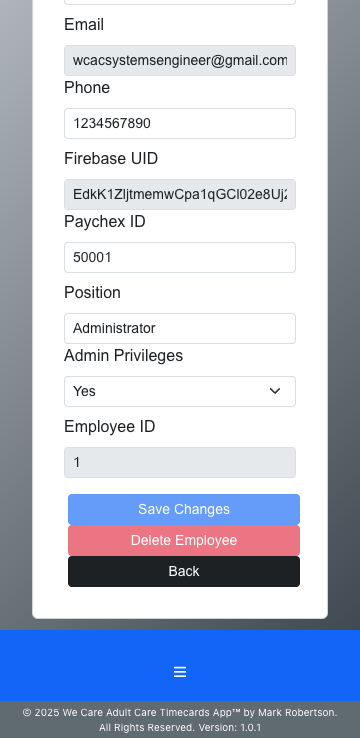 Email
wcacsystemsengineer@gmail.com
Phone
1234567890
Firebase UID
Paychex ID
50001
Position
Administrator
Admin Privileges
Yes
Employee ID
1
Save Changes
Delete Employee
Back
© 2025 We Care Adult Care Timecards App™ by Mark Robertson.
All Rights Reserved. Version: 1.0.1